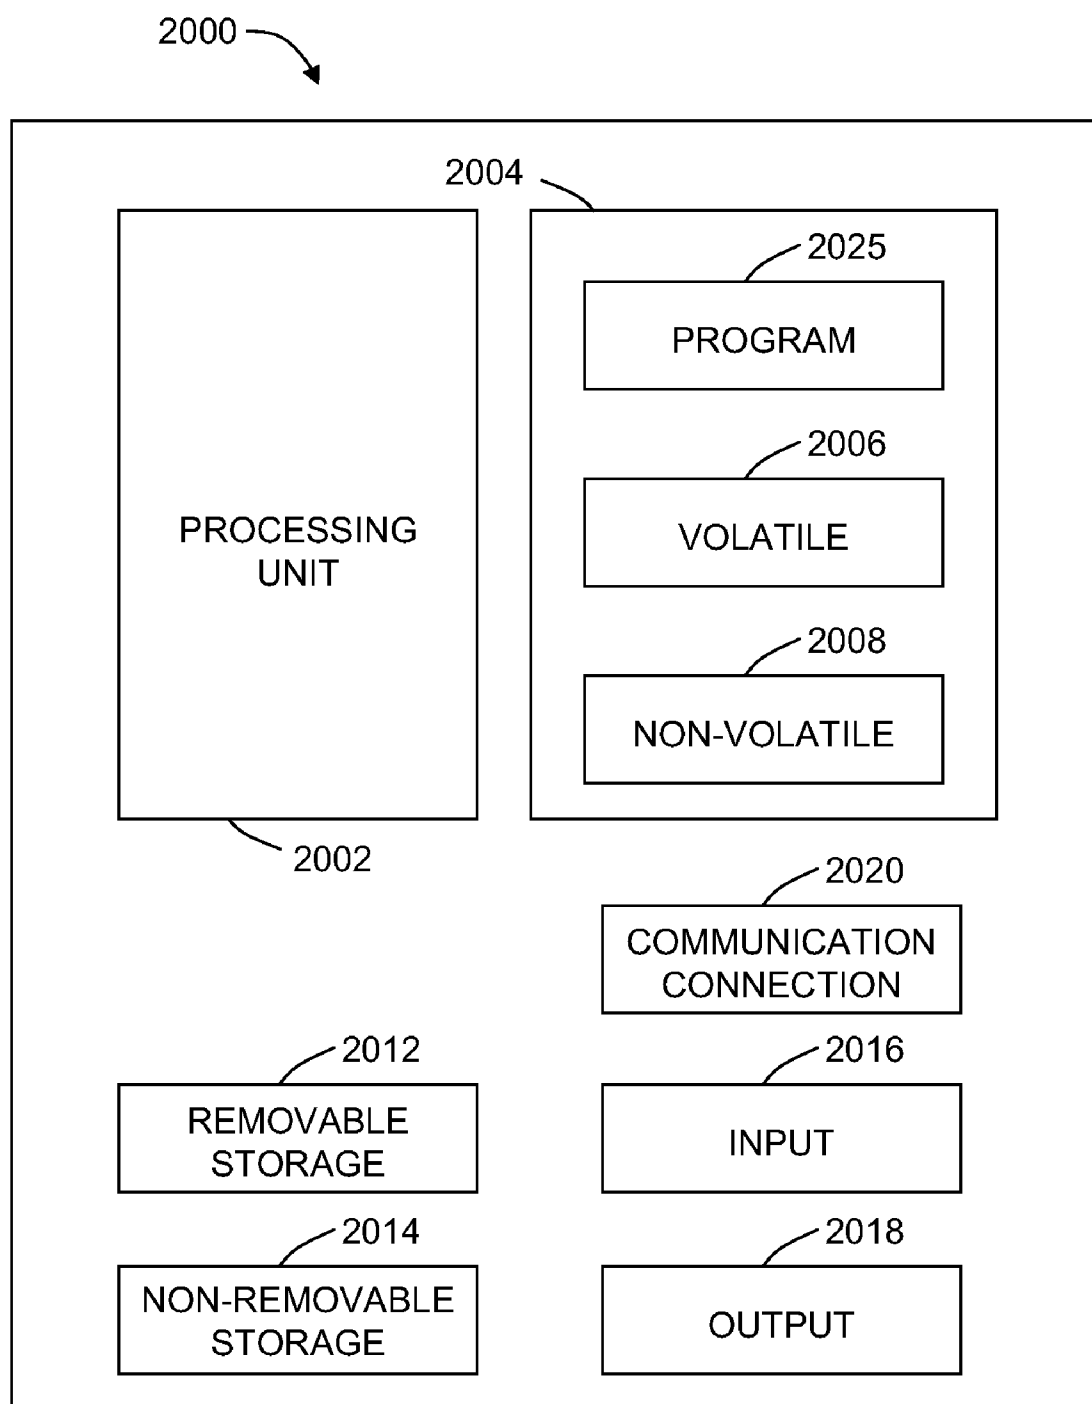 2000
2004
2025
PROGRAM
2006
VOLATILE
PROCESSING
UNIT
2008
NON-VOLATILE
2002
2020
COMMUNICATION
CONNECTION
2012
REMOVABLE
STORAGE
2016
INPUT
2014
NON-REMOVABLE
STORAGE
2018
OUTPUT